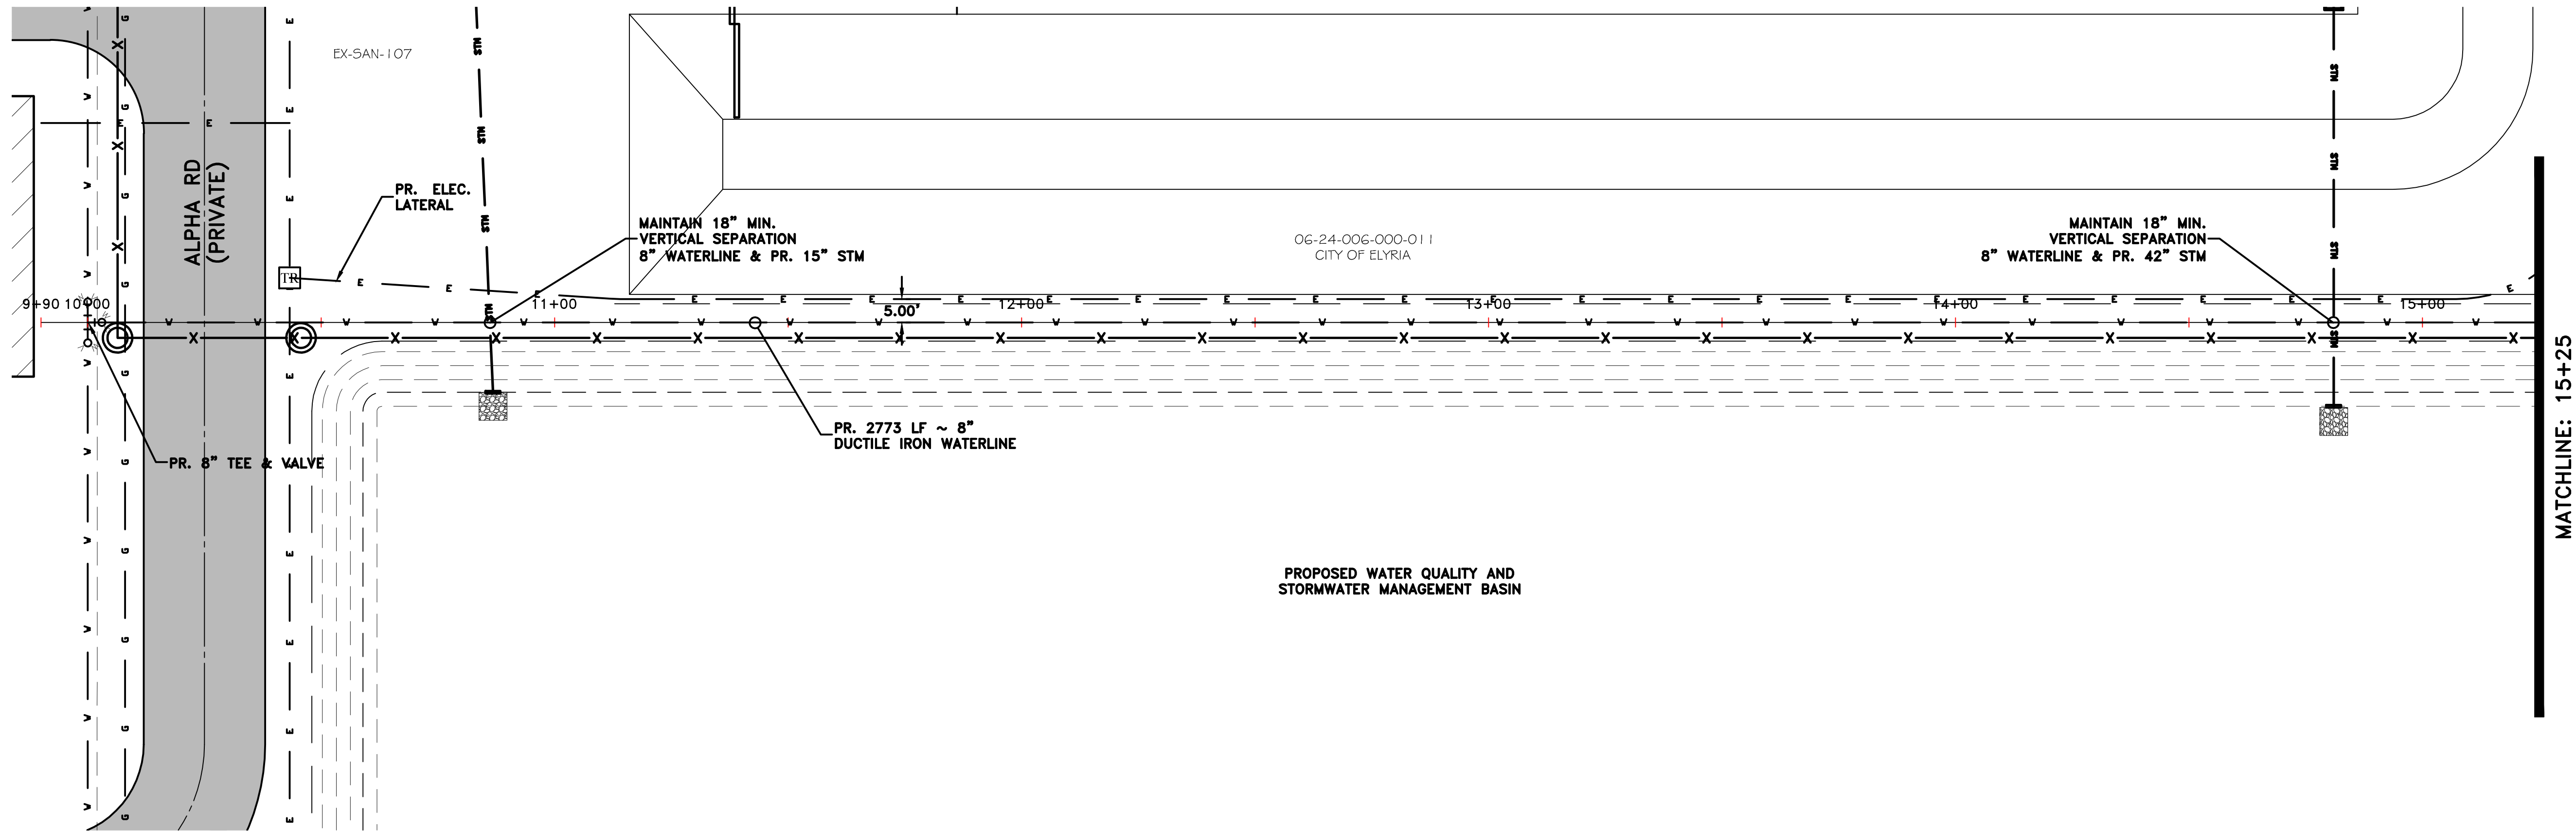 EX-SAN-107
ALPHA RD
(PRIVATE)
PR. ELEC.
LATERAL
TR
MAINTAIN 18" MIN.
VERTICAL SEPARATION
8" WATERLINE & PR. 15" STM
06-24-006-000-011
CITY OF ELYRIA
MAINTAIN 18" MIN.
VERTICAL SEPARATION
8" WATERLINE & PR. 42" STM
9+90 10+00
11+00
12+00
13+00
14+00
15+00
5.00'
PR. 2773 LF ~ 8"
DUCTILE IRON WATERLINE
PR. 8" TEE & VALVE
PROPOSED WATER QUALITY AND
STORMWATER MANAGEMENT BASIN
MATCHLINE: 15+25